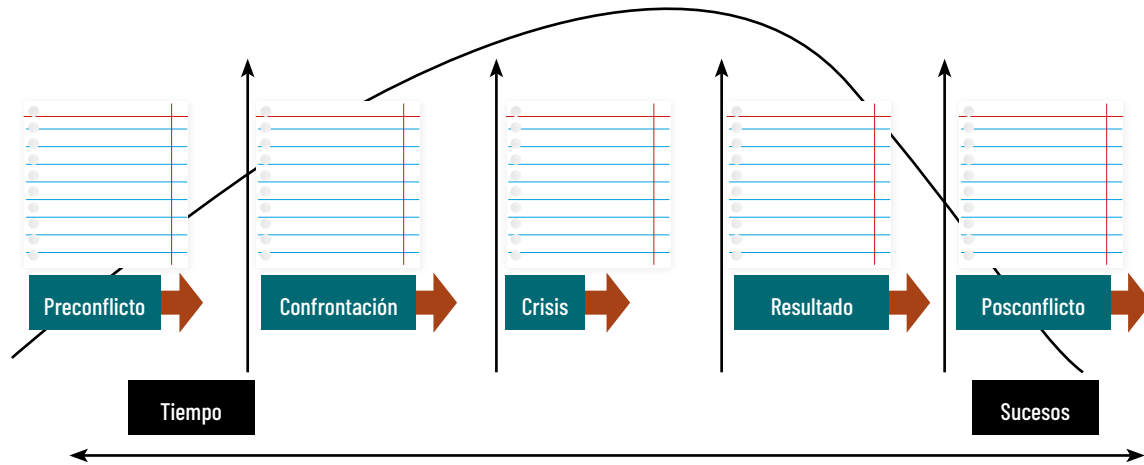 Preconflicto
Confrontación
Crisis
Resultado
Posconflicto
Tiempo
Sucesos